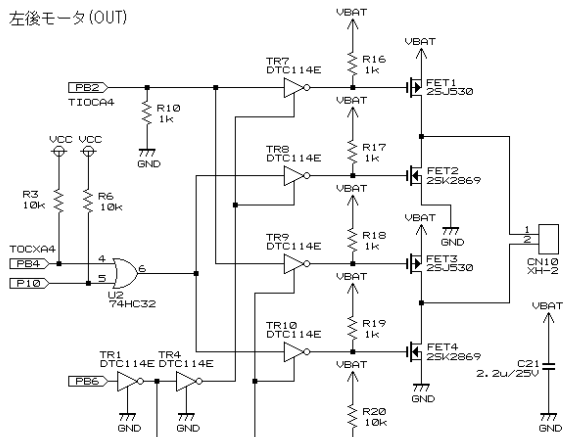 左後モータ(OUT)
VBAT
VBAT
R16
1k
TR7
DTC114E
FET1
2SJ530
PB2
TIOCA4
R10
1k
GND
VBAT
R17
1k
VCC VCC
TR8
DTC114E
FET2
2SK2869
R3
10k
R6
10k
VBAT
VBAT
GND
R18
1k
TR9
DTC114E
FET3
2SJ530
1
2
CN10
XH-2
TOCXA4
PB4
4
6
P10
5
U2
74HC32
VBAT
R19
1k
VBAT
TR10
DTC114E
FET4
2SK2869
TR1
DTC114E
TR4
DTC114E
PB6
C21
2.2u/25V
VBAT
R20
10k
GND
GND
GND
GND